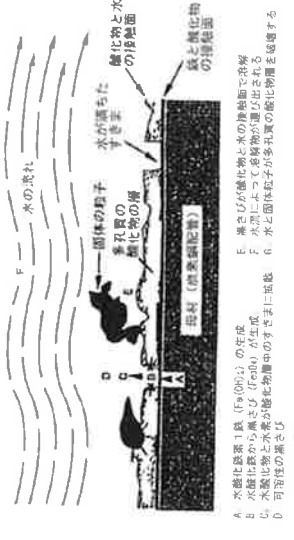 F 水の流れ
固体の粒子
多孔質の
酸化物の層
水が満ちた
すきま
酸化物と水
の接触面
鉄と酸化物
の接触面
E
D
C
B
A
母材（炭素鋼配管）
A 水酸化鉄第1鉄（Fe(OH)₂）の生成
B 水酸化鉄から黒さび（Fe₃O₄）が生成
C 水酸化物と水素が酸化物層中のすきまに拡散
D 可溶性の黒さび
E 黒さびが酸化物と水の接触面で溶解
F 水流によって溶解物が運び出される
G 水と固体粒子が多孔質の酸化物層を破壊する